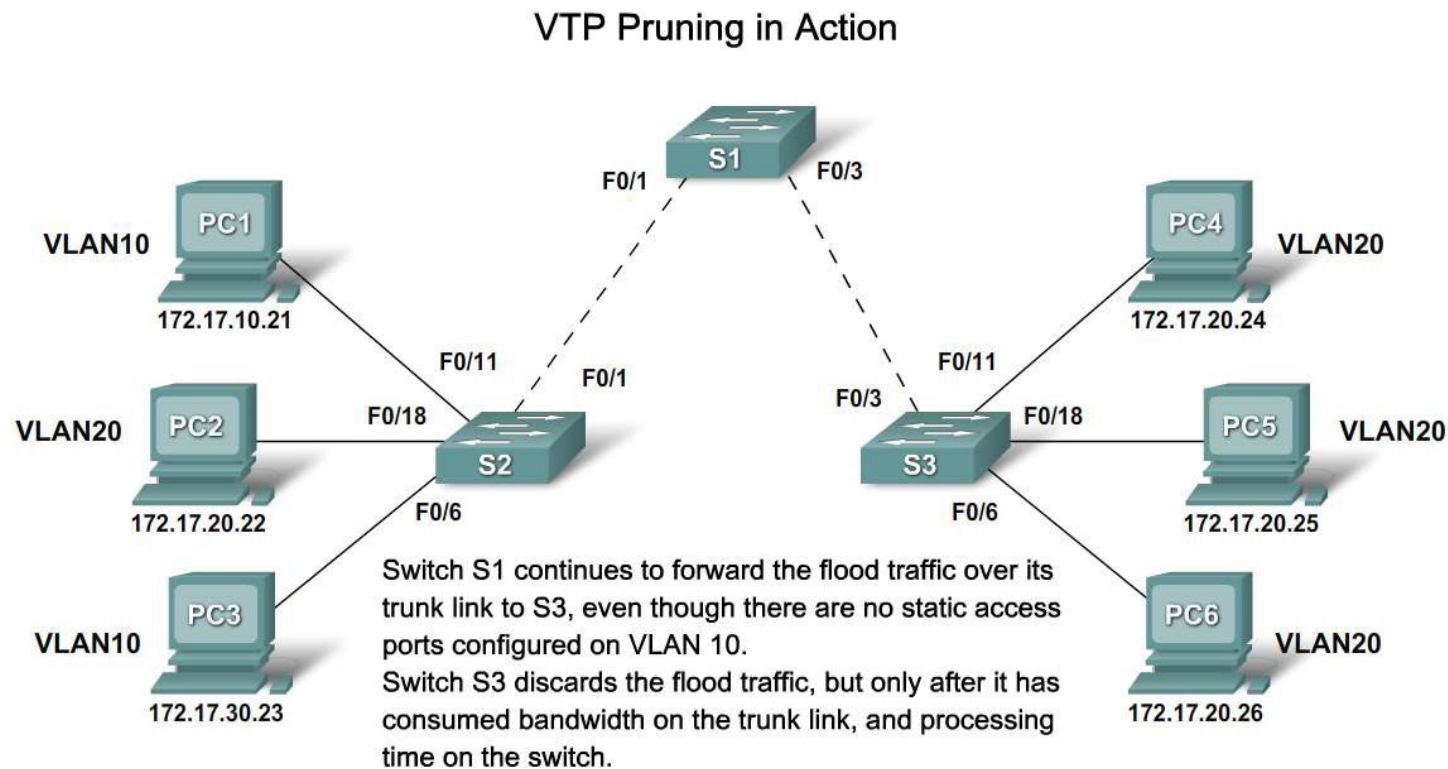 VTP Pruning in Action
S1
F0/1
F0/3
PC1
VLAN10
172.17.10.21
PC4
VLAN20
172.17.20.24
F0/11
F0/1
F0/11
F0/3
PC2
VLAN20
F0/18
172.17.20.22
S2
F0/18
PC5
VLAN20
S3
172.17.20.25
F0/6
F0/6
PC3
VLAN10
172.17.30.23
PC6
VLAN20
172.17.20.26
Switch S1 continues to forward the flood traffic over its
trunk link to S3, even though there are no static access
ports configured on VLAN 10.
Switch S3 discards the flood traffic, but only after it has
consumed bandwidth on the trunk link, and processing
time on the switch.